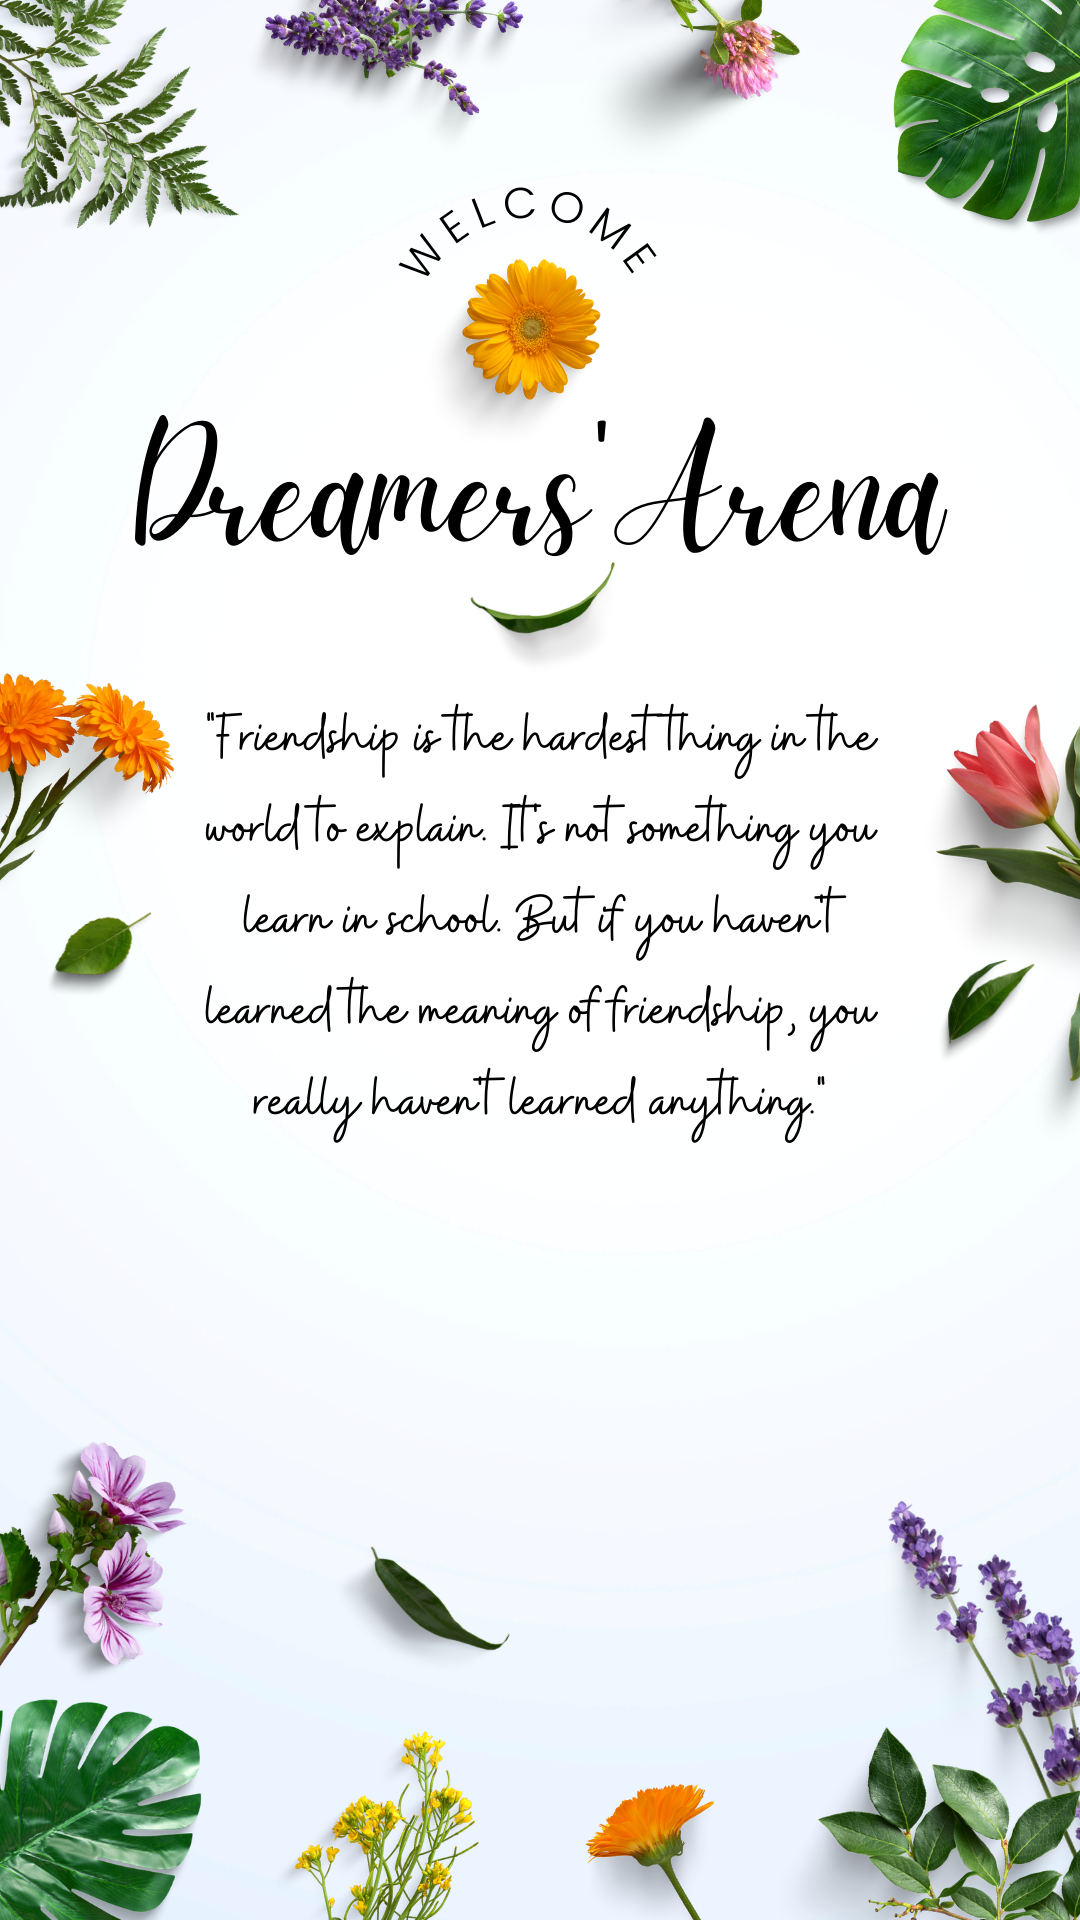 WELCOME
Dreamers' Arena
"Friendship is the hardest thing in the
world to explain. It's not something you
learn in school. But if you haven't
learned the meaning of friendship, you
really haven't learned anything."